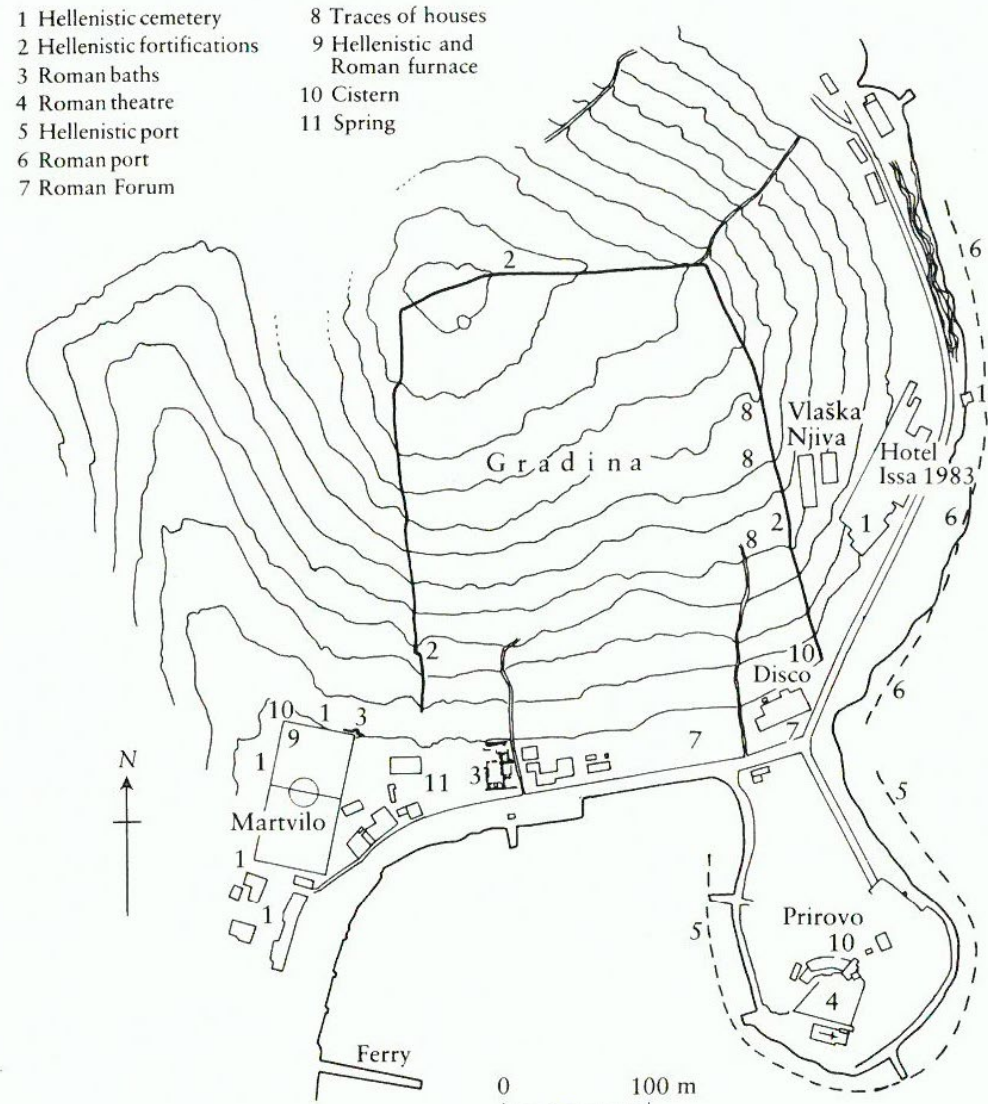 1 Hellenistic cemetery
2 Hellenistic fortifications
3 Roman baths
4 Roman theatre
5 Hellenistic port
6 Roman port
7 Roman Forum
8 Traces of houses
9 Hellenistic and
Roman furnace
10 Cistern
11 Spring
2
6
1
8
Vlaška
Njiva
Gradina
8
Hotel
Issa 1983
2
1
6
8
2
10
Disco
6
10
1
3
9
7
7
N
1
11
3
5
Martvilo
1
1
Prirovo
5
10
4
Ferry
0
100 m